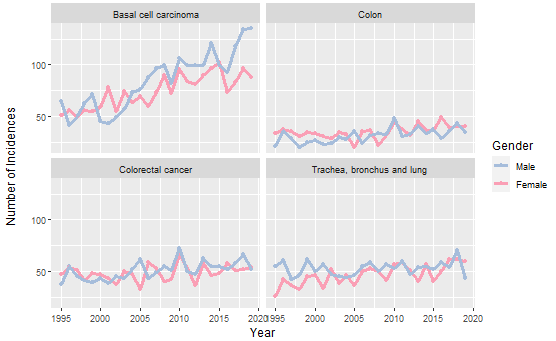 Basal cell carcinoma
Colon
100
50
Colorectal cancer
Trachea, bronchus and lung
100
50
1995 2000 2005 2010 2015 2020 1995 2000 2005 2010 2015 2020
Year
Number of Incidences
Gender
Male
Female